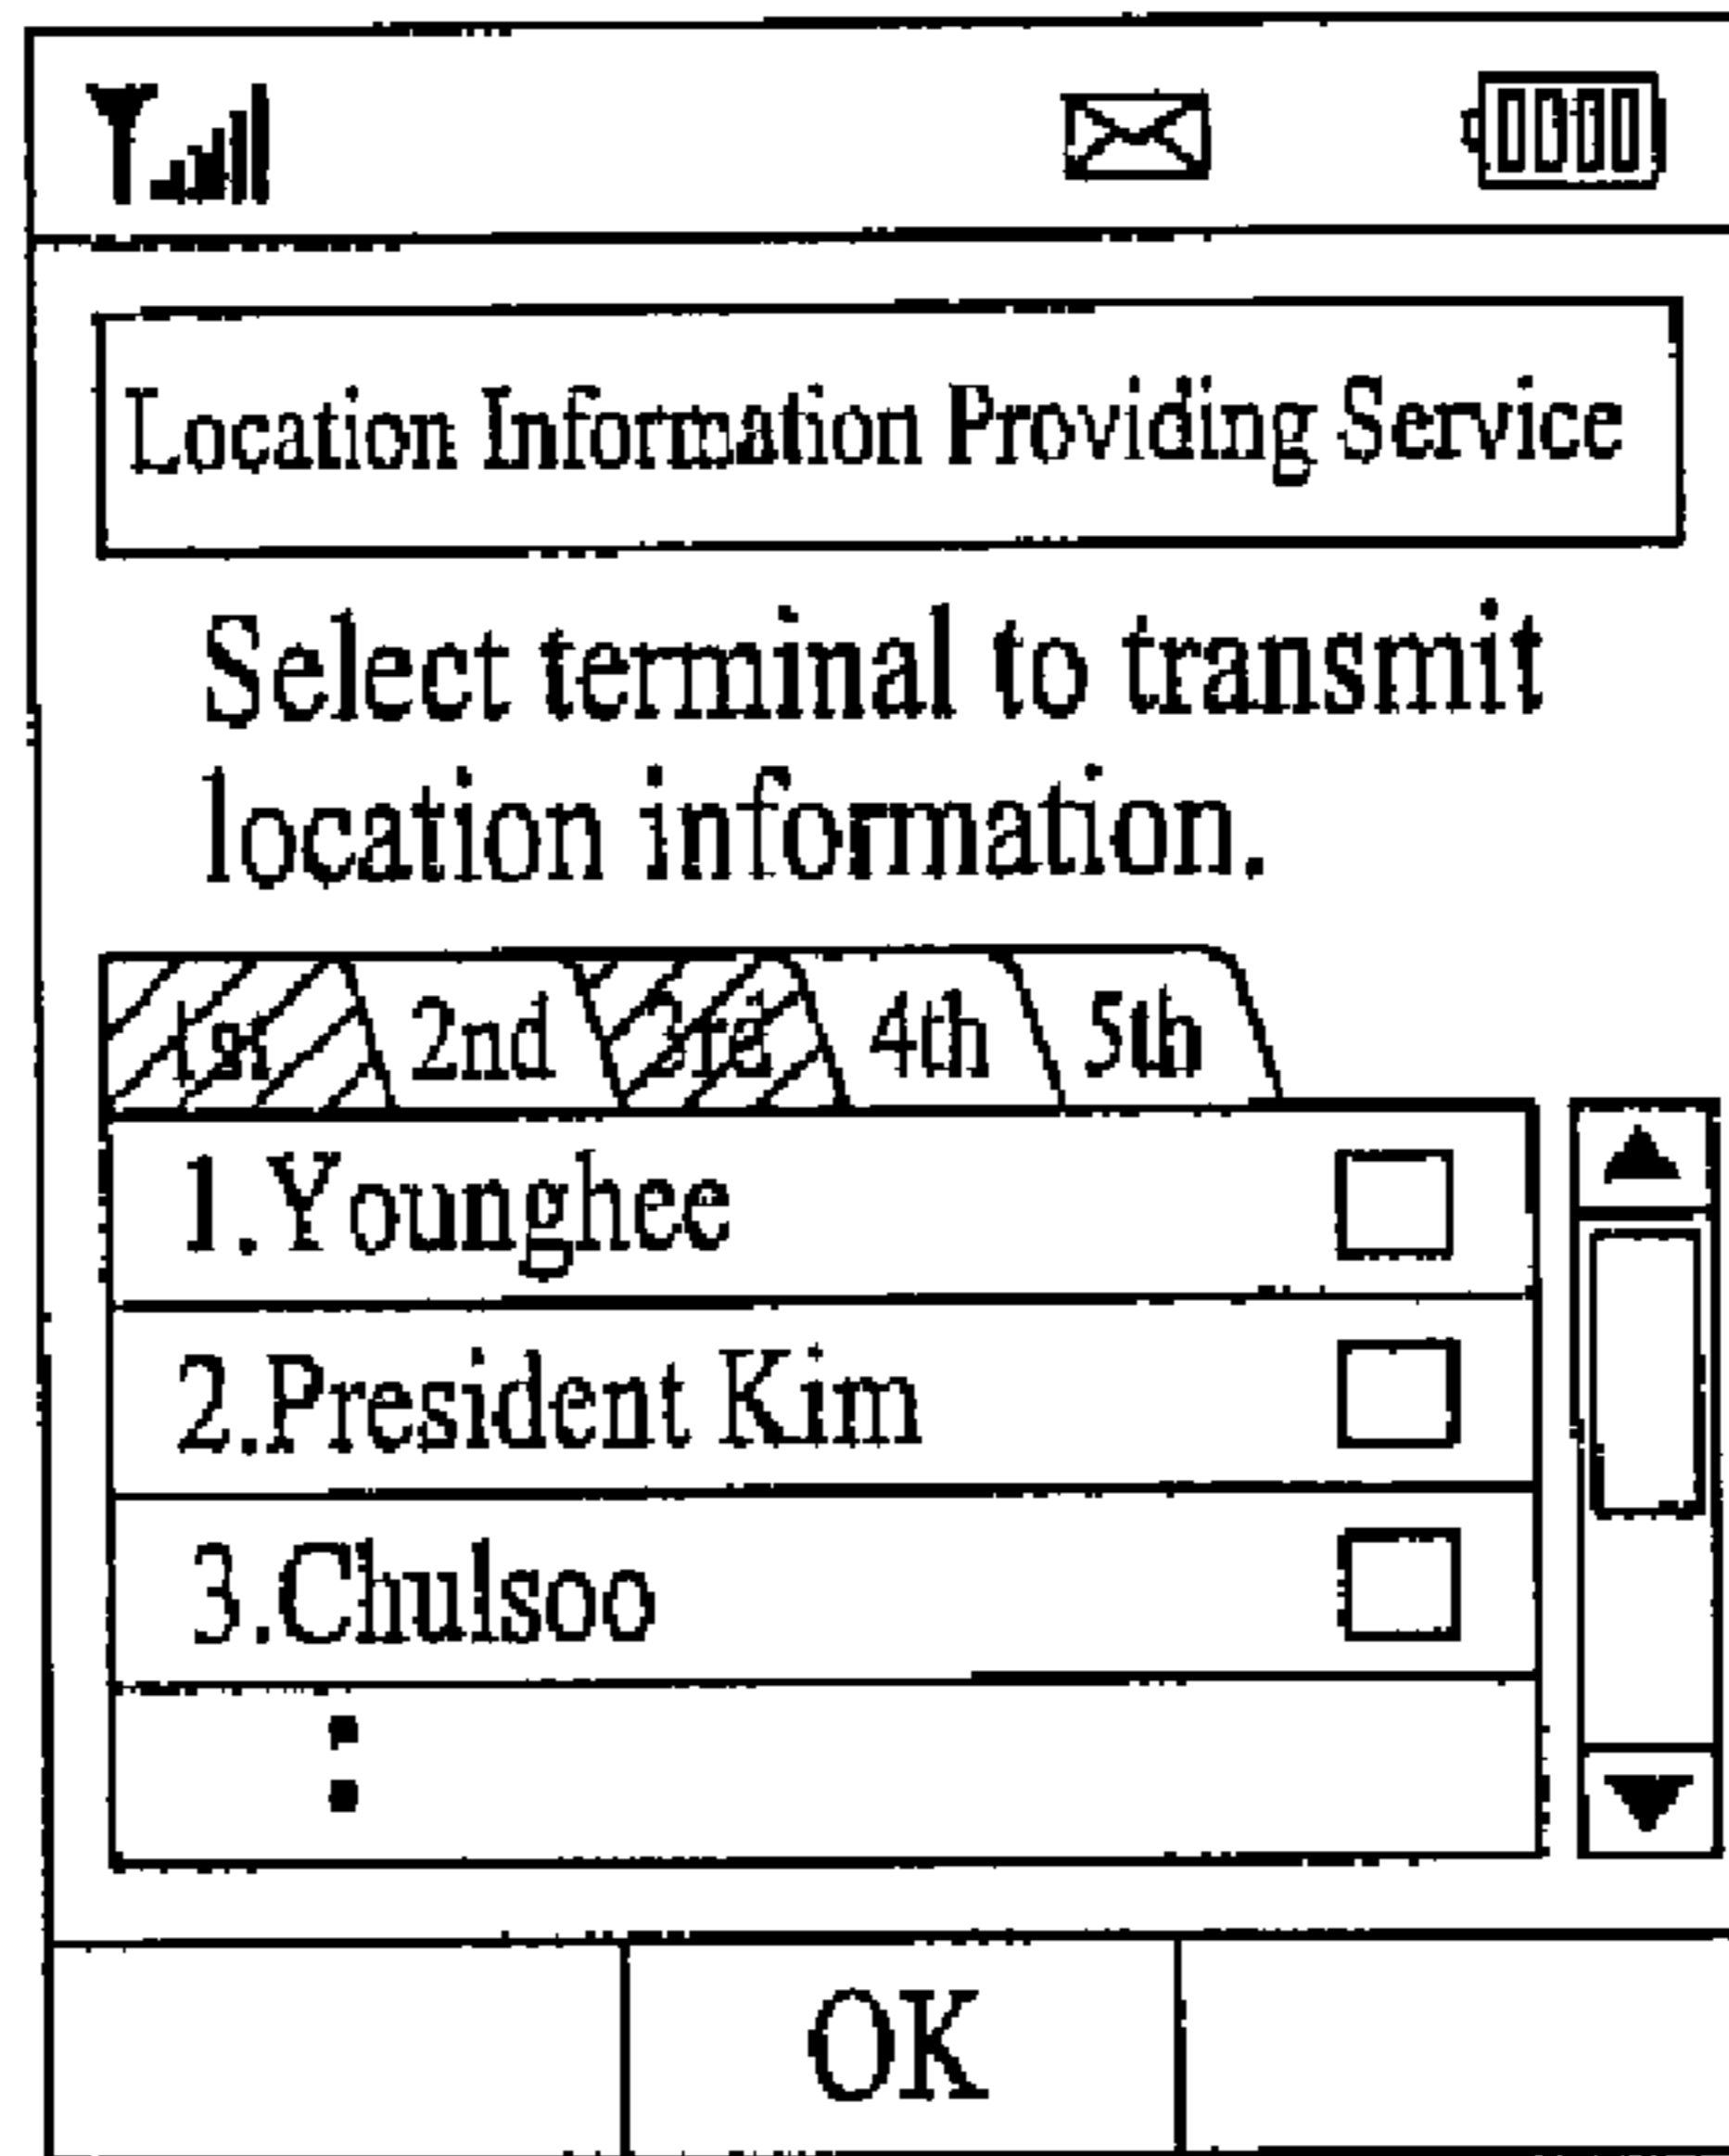 Location Information Providing Service
Select terminal to transmit
location information.
1st 2nd 3rd 4th 5th
1.Younghee
2.President Kim
3.Chulsoo
:
OK